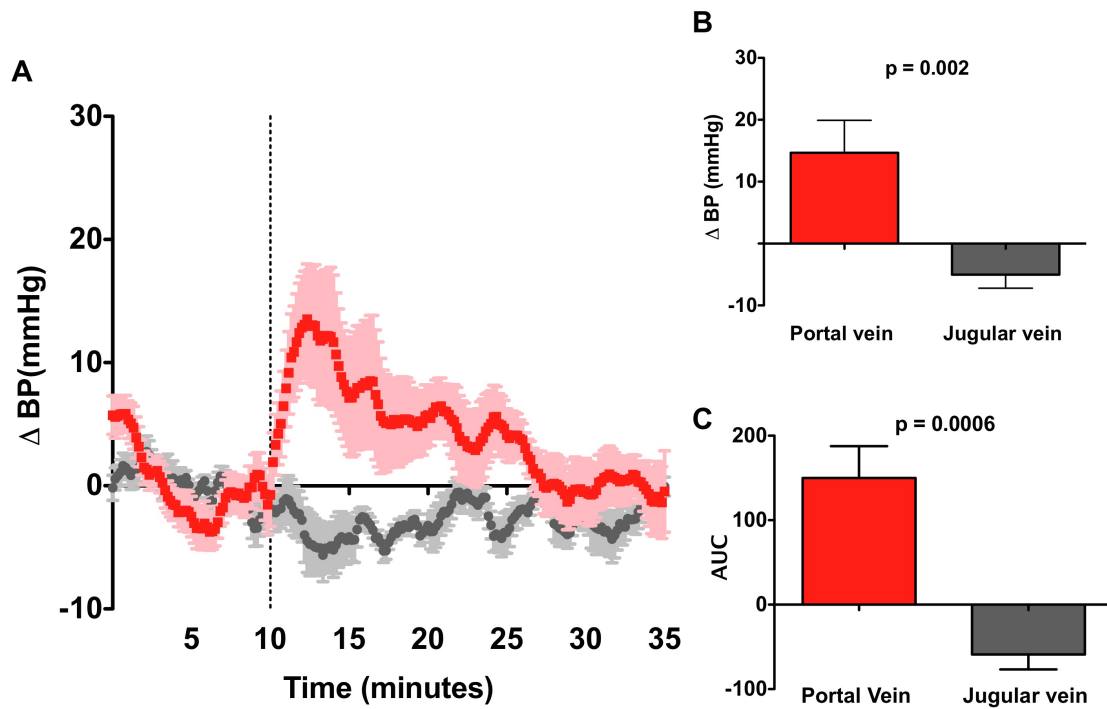 A
30
20
10
0
-10
Δ BP(mmHg)
5 10 15 20 25 30 35
Time (minutes)
B
30
20
10
-10
Δ BP (mmHg)
p = 0.002
Portal vein Jugular vein
C
200
100
0
-100
AUC
p = 0.0006
Portal Vein Jugular vein